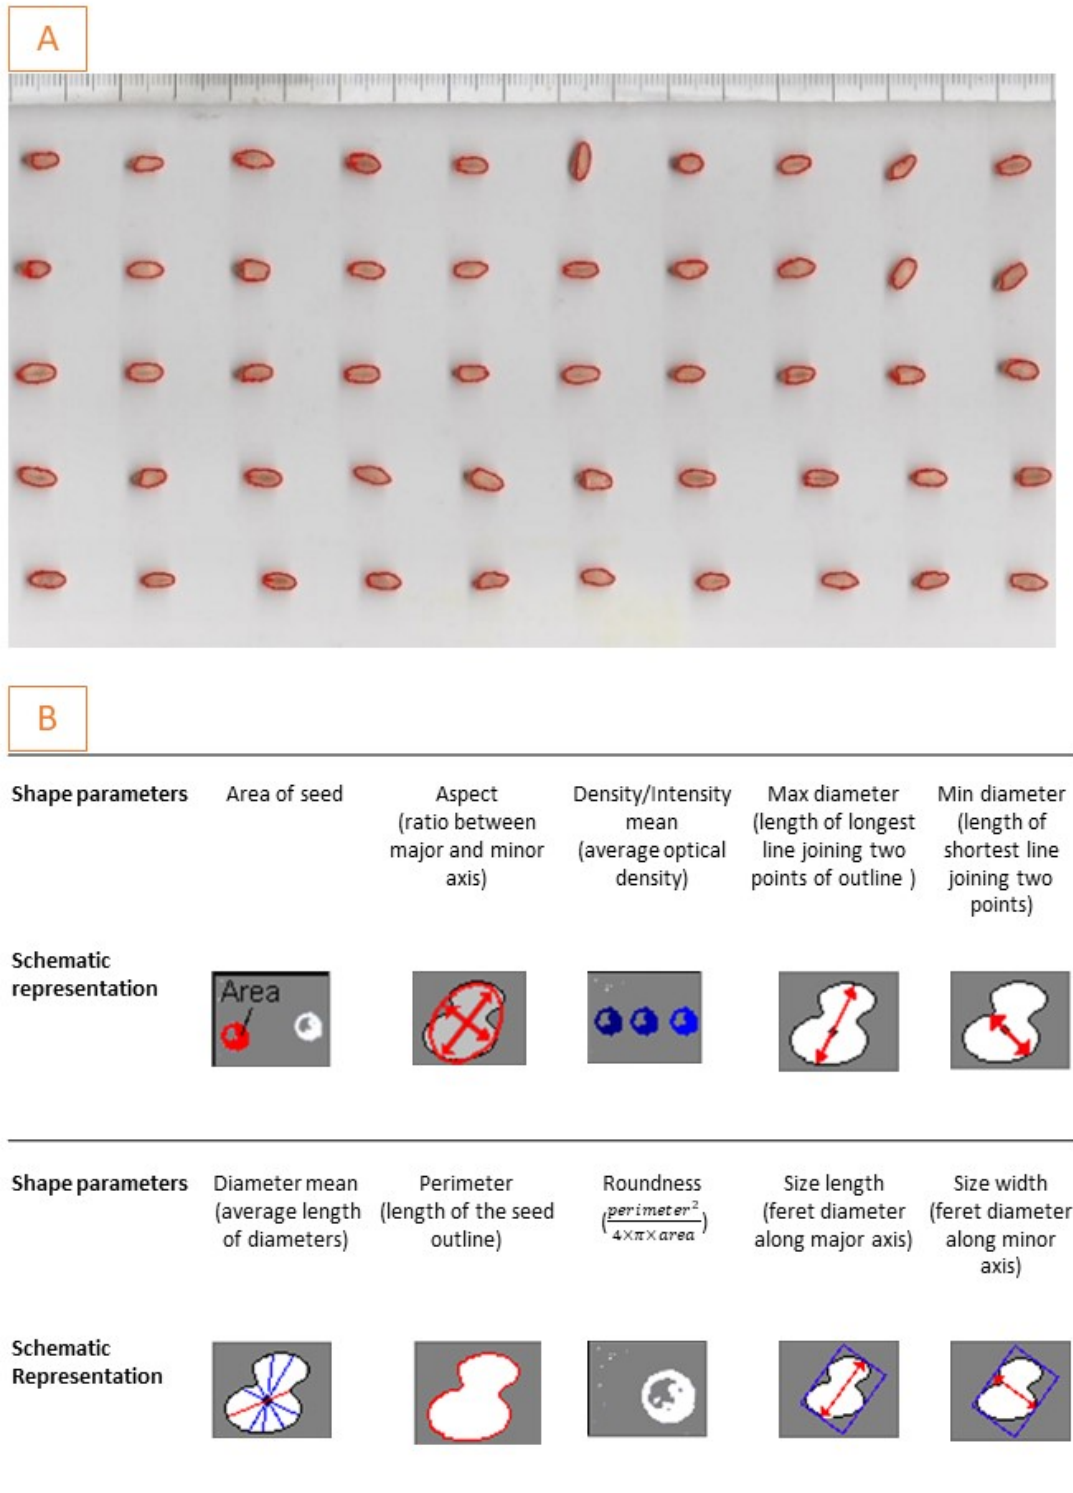 A
B
Shape parameters Area of seed Aspect Density/Intensity Max diameter Min diameter
(ratio between mean (length of longest (length of
major and minor (average optical line joining two shortest line
axis) density) points of outline ) joining two
points)
Schematic
representation
Area
Shape parameters Diameter mean Perimeter Roundness Size length Size width
(average length (length of the seed (perimeter²/4×π×area) (feret diameter (feret diameter
of diameters) outline) along major axis) along minor
axis)
Schematic
Representation